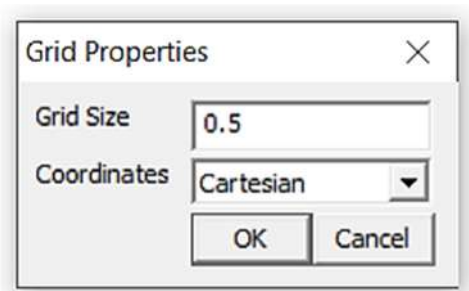 Grid Properties
Grid Size 0.5
Coordinates Cartesian
OK Cancel